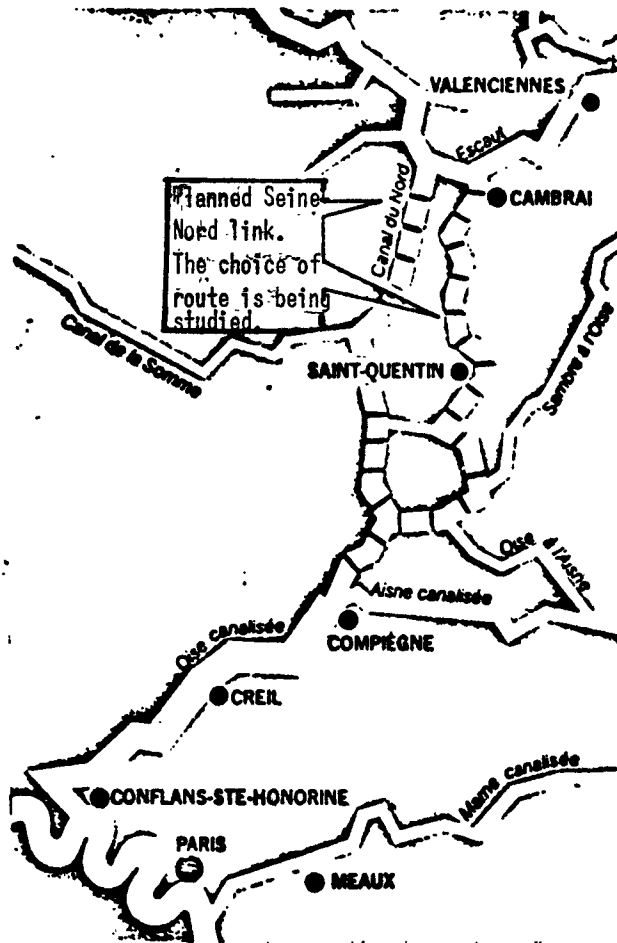 VALENCIENNES
Escaut
Planned Seine
Nord link.
The choice of
route is being
studied.
Canal du Nord
CAMBRAI
Canal de la Somme
SAINT-QUENTIN
Sambre à l'Oise
Oise à l'Aisne
Aisne canalisée
COMPIÉGNE
Oise canalisée
CREIL
CONFLANS-STE-HONORINE
Marne canalisée
PARIS
MEAUX